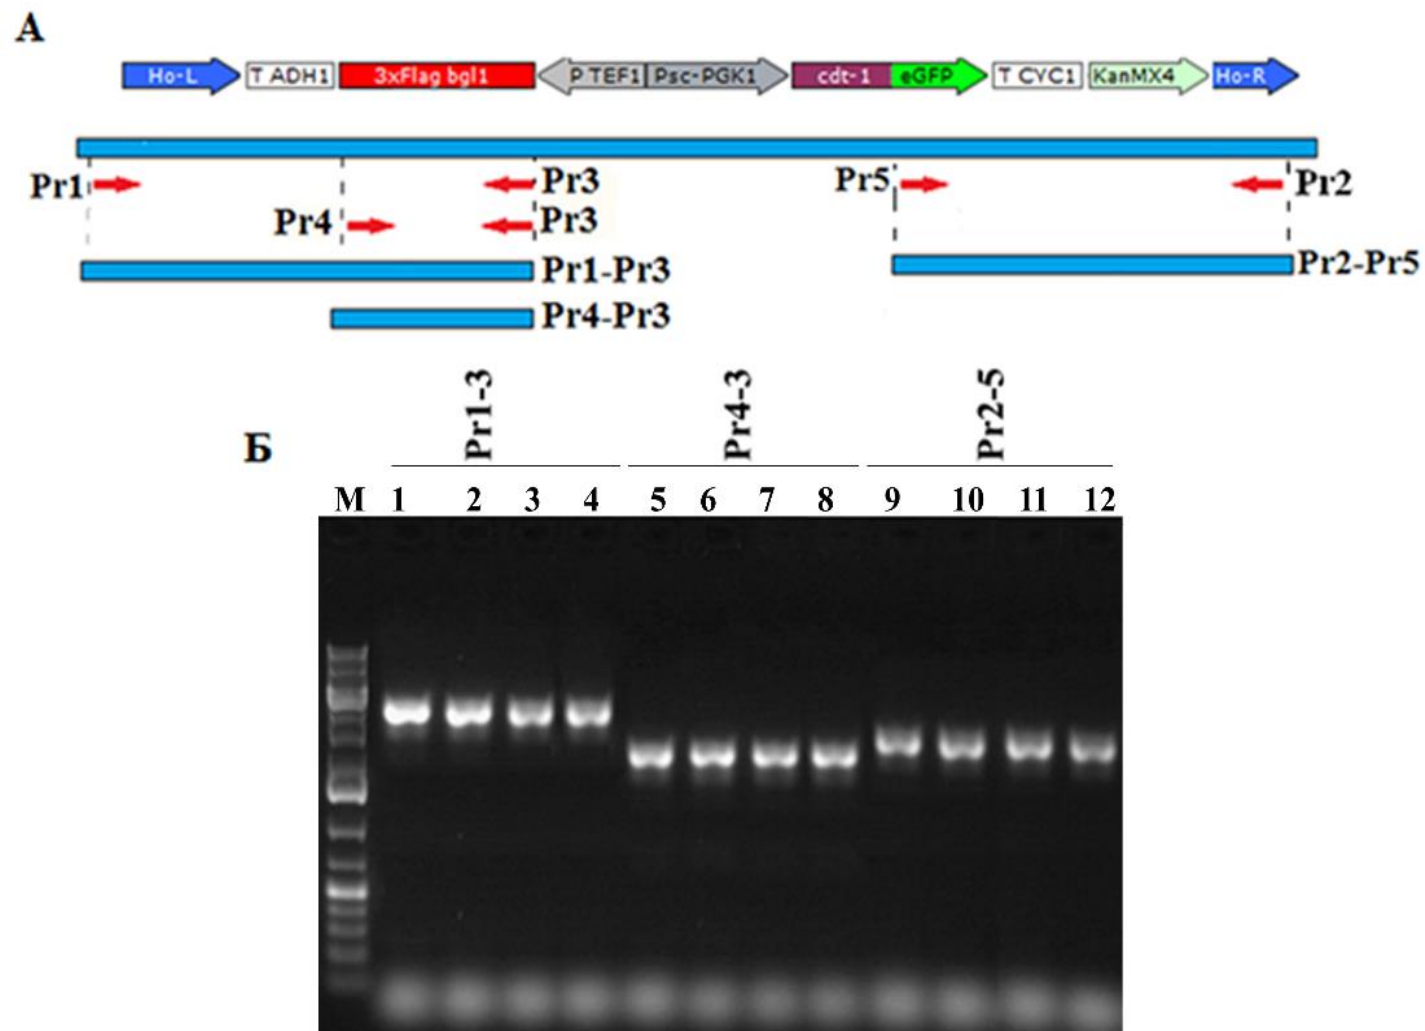 А
Ho-L T ADH1 3xFlag bgl1 P TEF1 Psc-PGK1 cdt-1 eGFP T CYC1 KanMX4 Ho-R
Pr1 Pr3 Pr5 Pr2
Pr4 Pr3
Pr1-Pr3 Pr2-Pr5
Pr4-Pr3
Pr1-3 Pr4-3 Pr2-5
Б
М 1 2 3 4 5 6 7 8 9 10 11 12